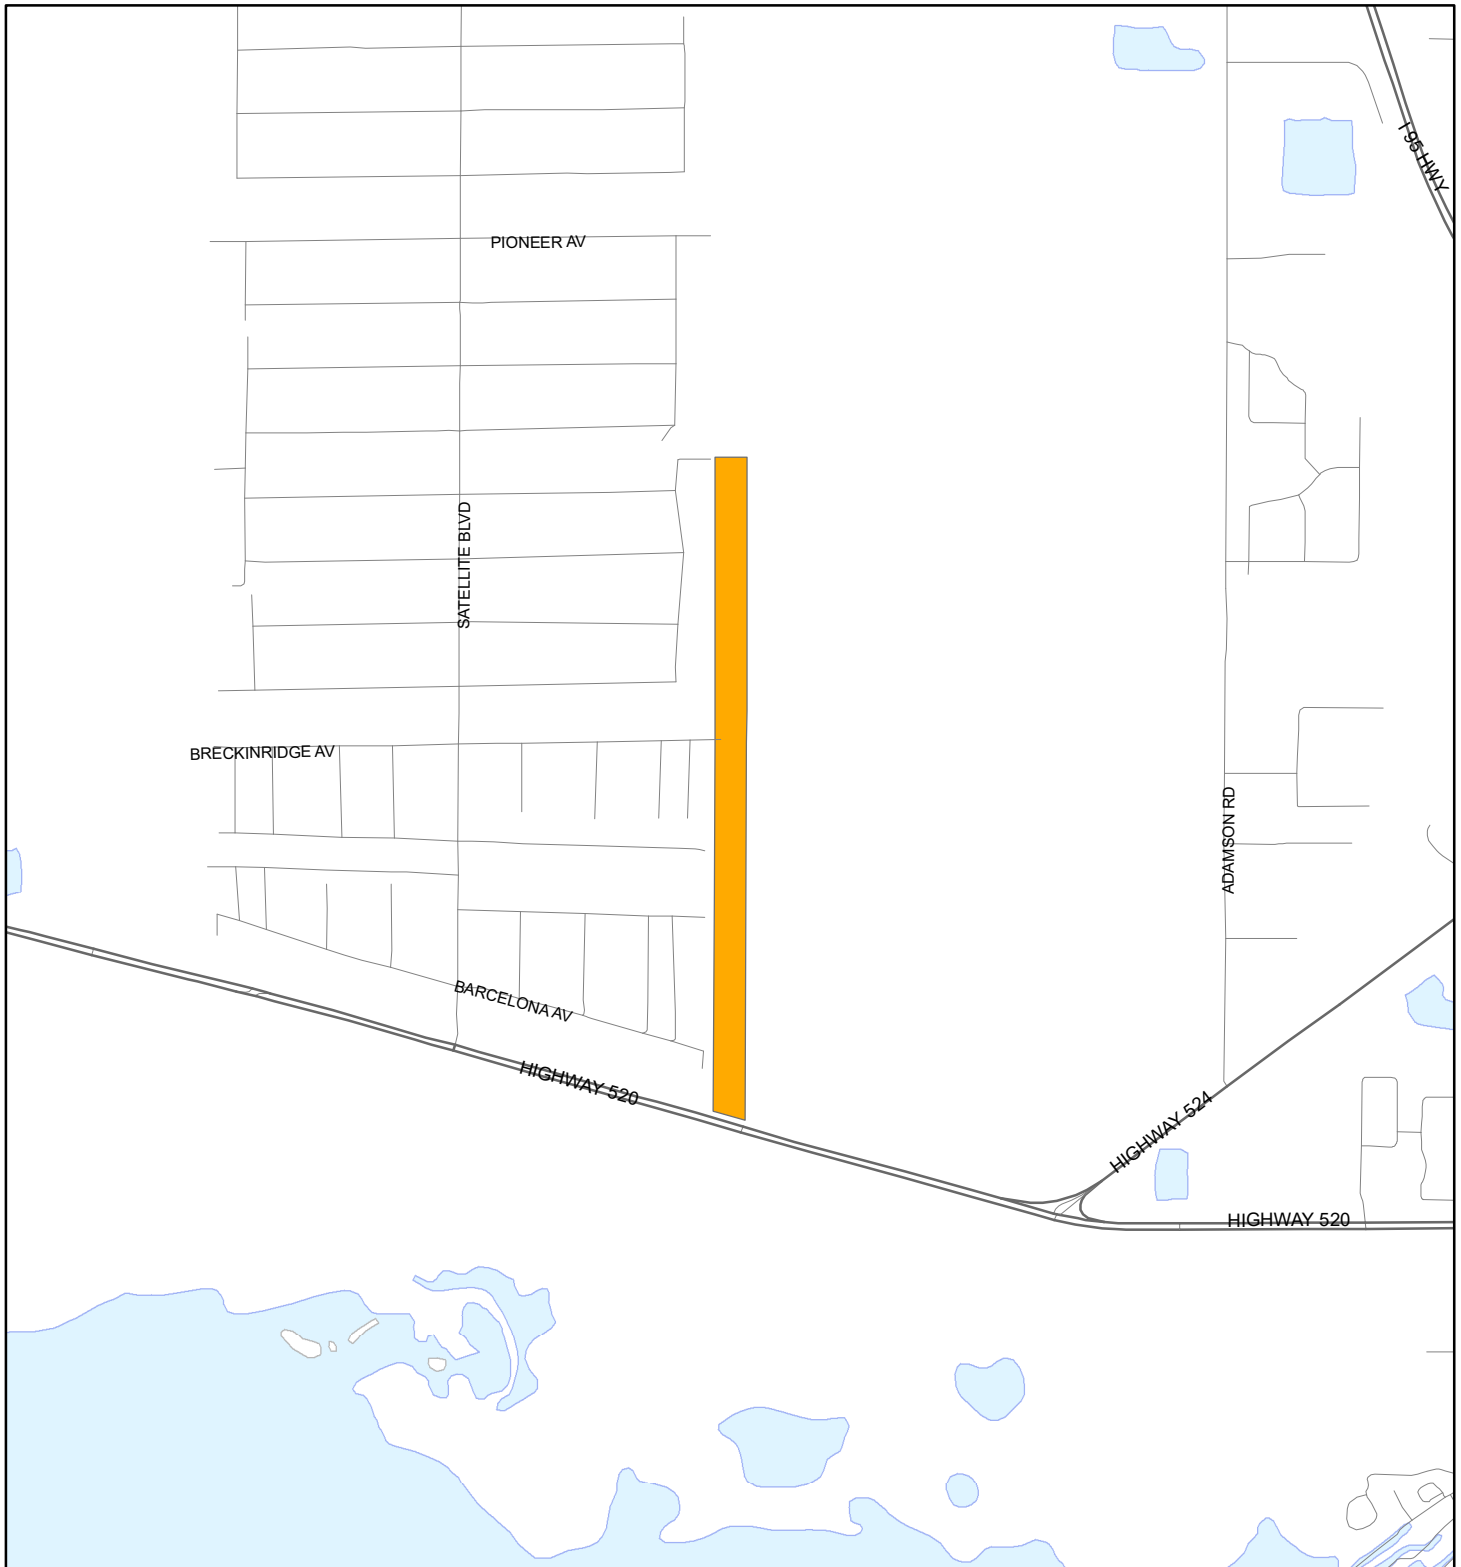 I 95 HWY
PIONEER AV
SATELLITE BLVD
BRECKINRIDGE AV
ADAMSON RD
BARCELONA AV
HIGHWAY 520
HIGHWAY 524
HIGHWAY 520